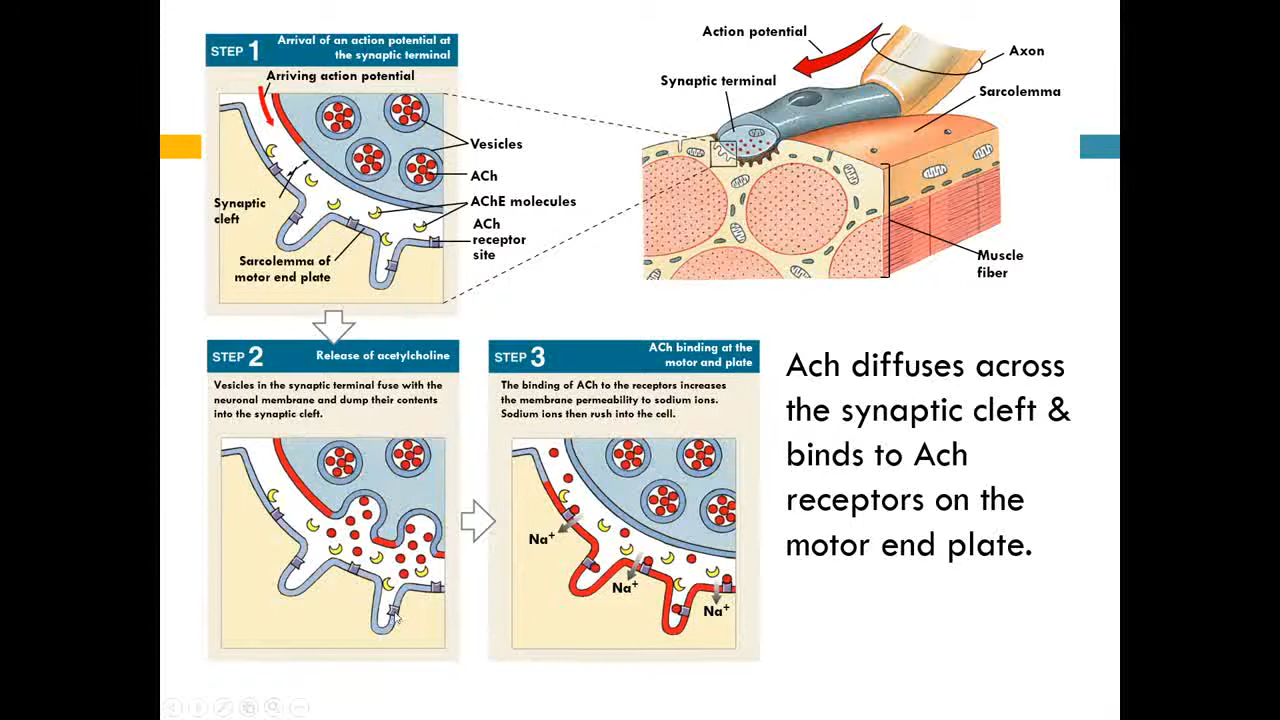 STEP 1
Arrival of an action potential at
the synaptic terminal
Arriving action potential
Vesicles
ACh
AChE molecules
ACh
receptor
site
Synaptic
cleft
Sarcolemma of
motor end plate
Action potential
Axon
Synaptic terminal
Sarcolemma
Muscle
fiber
STEP 2
Release of acetylcholine
Vesicles in the synaptic terminal fuse with the
neuronal membrane and dump their contents
into the synaptic cleft.
STEP 3
ACh binding at the
motor and plate
The binding of ACh to the receptors increases
the membrane permeability to sodium ions.
Sodium ions then rush into the cell.
Na+
Na+
Na+
Ach diffuses across
the synaptic cleft &
binds to Ach
receptors on the
motor end plate.